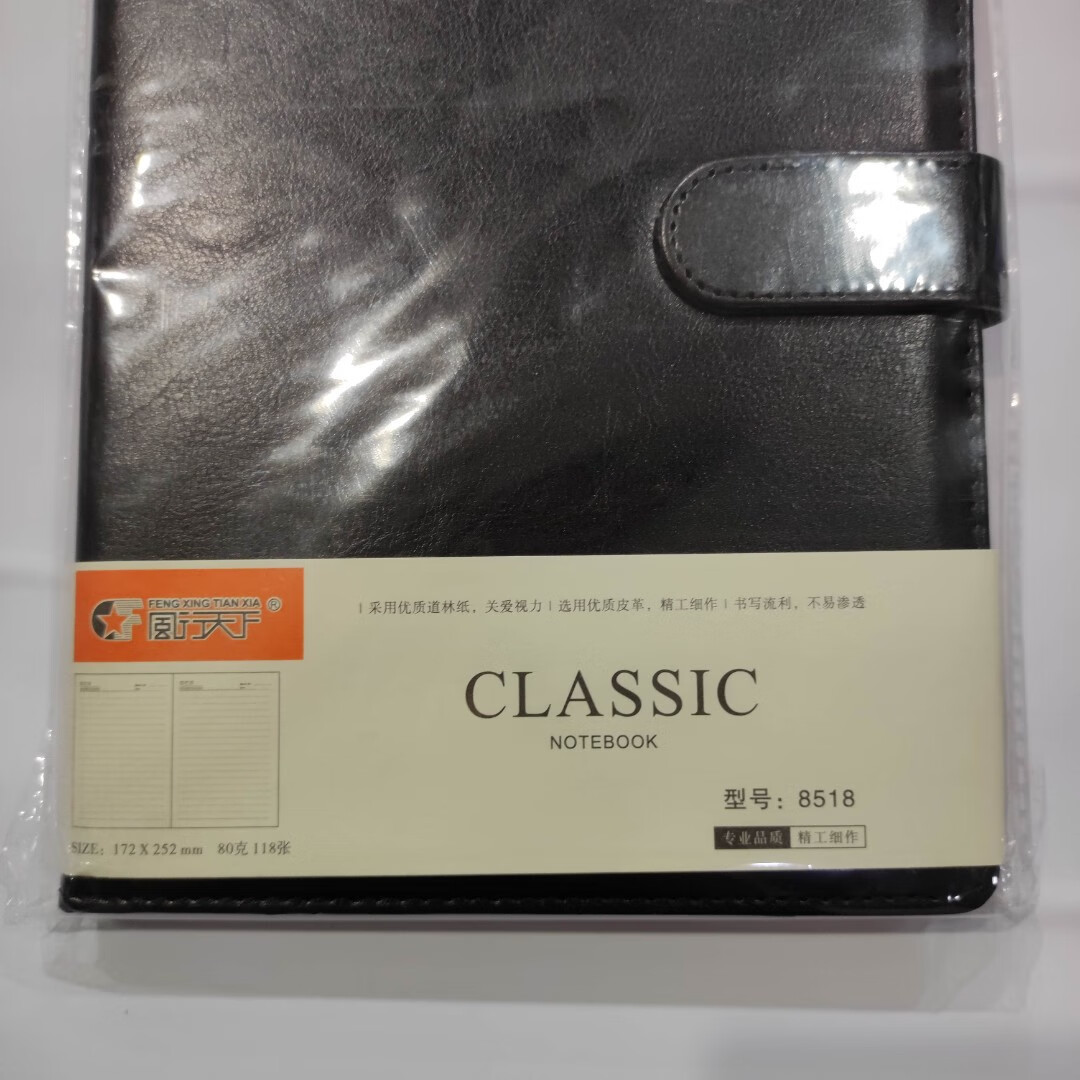 FENG XING TIAN XIA ®
風行天下
| 采用优质道林纸，关爱视力 | 选用优质皮革，精工细作 | 书写流利，不易渗透
CLASSIC
NOTEBOOK
型号：8518
专业品质 精工细作
SIZE：172 X 252 mm 80克 118张